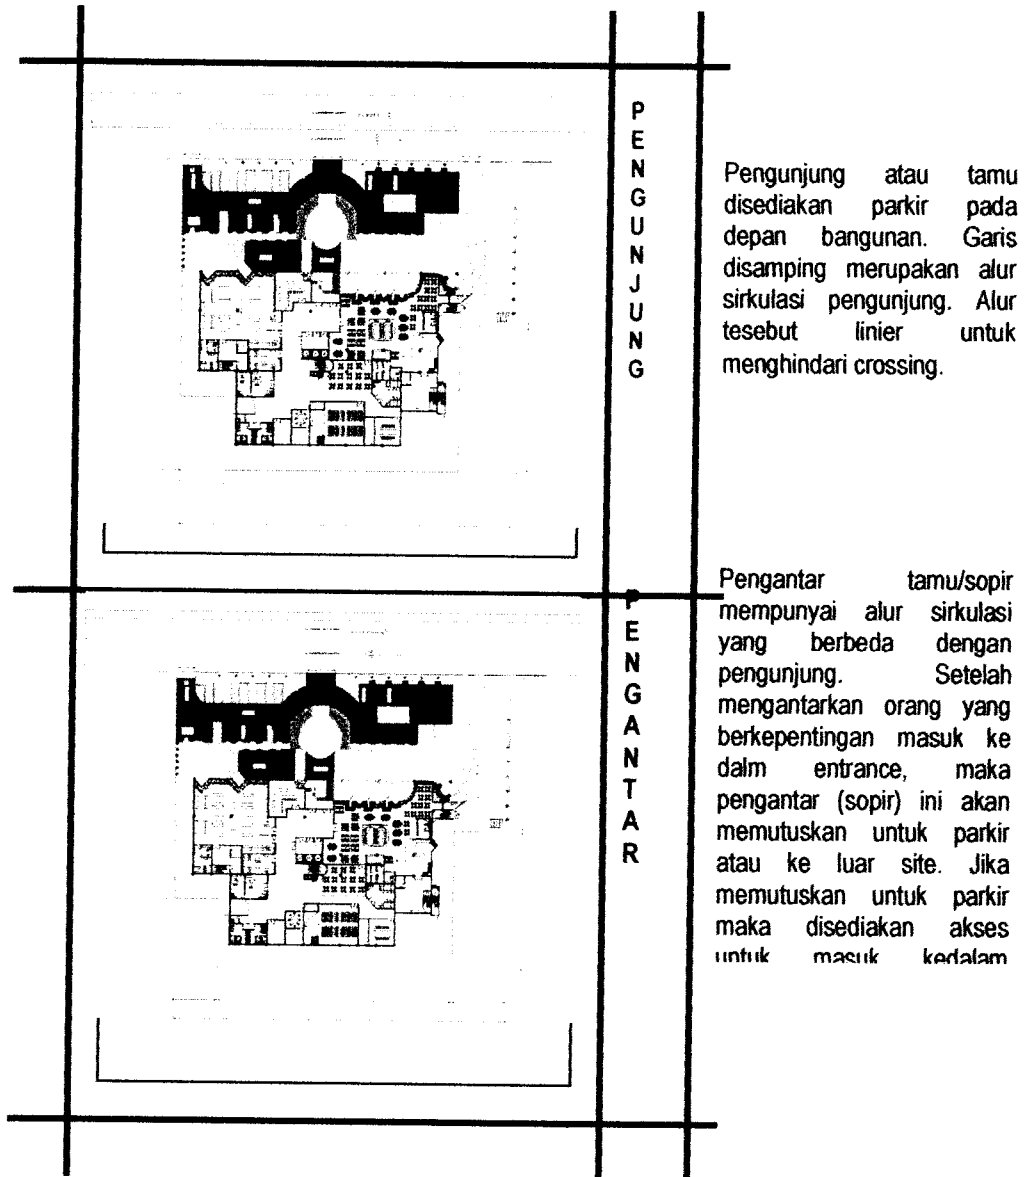 PENGUNJUNG
Pengunjung atau tamu
disediakan parkir pada
depan bangunan. Garis
disamping merupakan alur
sirkulasi pengunjung. Alur
tesebut linier untuk
menghindari crossing.
PENGANTAR
Pengantar tamu/sopir
mempunyai alur sirkulasi
yang berbeda dengan
pengunjung. Setelah
mengantarkan orang yang
berkepentingan masuk ke
dalm entrance, maka
pengantar (sopir) ini akan
memutuskan untuk parkir
atau ke luar site. Jika
memutuskan untuk parkir
maka disediakan akses
untuk masuk kedalam